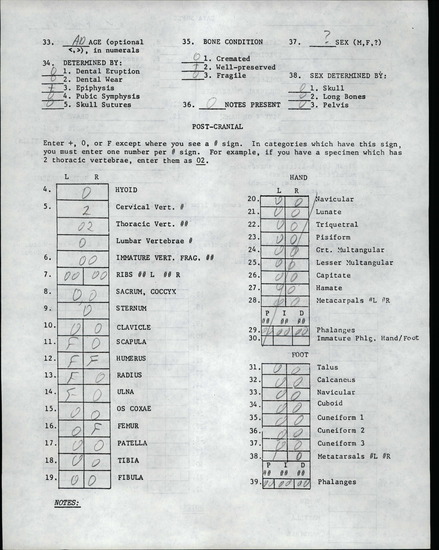 33. AD AGE (optional <,>), in numerals
34. DETERMINED BY:
0 1. Dental Eruption
0 2. Dental Wear
+ 3. Epiphysis
0 4. Pubic Symphysis
0 5. Skull Sutures
35. BONE CONDITION
0 1. Cremated
+ 2. Well-preserved
0 3. Fragile
36. 0 NOTES PRESENT
37. ? SEX (M,F,?)
38. SEX DETERMINED BY:
0 1. Skull
0 2. Long Bones
0 3. Pelvis
POST-CRANIAL
Enter +, 0, or F except where you see a # sign. In categories which have this sign,
you must enter one number per # sign. For example, if you have a specimen which has
2 thoracic vertebrae, enter them as 02.
L R
4. 0 HYOID
5. 2 Cervical Vert. #
02 Thoracic Vert. ##
0 Lumbar Vertebrae #
6. 00 IMMATURE VERT. FRAG. ##
7. 00 00 RIBS ## L ## R
8. 0 0 SACRUM, COCCYX
9. 0 STERNUM
10. 0 0 CLAVICLE
11. F 0 SCAPULA
12. F F HUMERUS
13. F 0 RADIUS
14. F 0 ULNA
15. 0 0 OS COXAE
16. 0 F FEMUR
17. 0 0 PATELLA
18. 0 0 TIBIA
19. 0 0 FIBULA
NOTES:
HAND
L R
20. 0 0 Navicular
21. 0 0 Lunate
22. 0 0 Triquetral
23. 0 0 Pisiform
24. 0 0 Grt. Multangular
25. 0 0 Lesser Multangular
26. 0 0 Capitate
27. 0 Hamate
28. 0 0 Metacarpals #L #R
P I D
## ## ##
29. 00 00 00 Phalanges
30. Immature Phlg. Hand/Foot
FOOT
31. 0 0 Talus
32. 0 0 Calcaneus
33. 0 0 Navicular
34. 0 0 Cuboid
35. 0 0 Cuneiform 1
36. 0 0 Cuneiform 2
37. 0 0 Cuneiform 3
38. 0 Metatarsals #L #R
P I D
## ## ##
39. 00 00 00 Phalanges